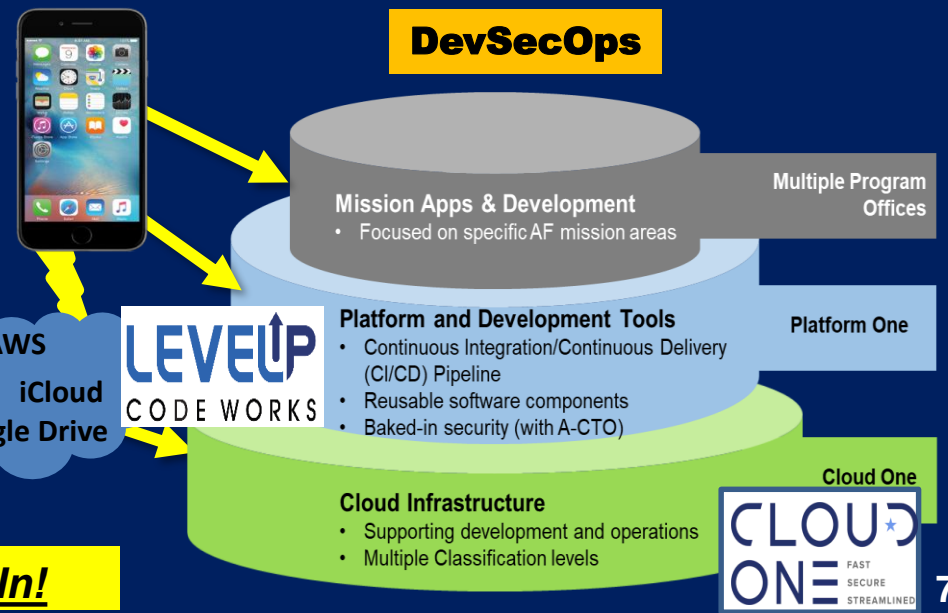 DevSecOps
Multiple Program
Offices
Mission Apps & Development
• Focused on specific AF mission areas
Platform and Development Tools
• Continuous Integration/Continuous Delivery
(CI/CD) Pipeline
• Reusable software components
• Baked-in security (with A-CTO)
Platform One
LEVELUP
CODE WORKS
iCloud
Drive
Cloud One
Cloud Infrastructure
• Supporting development and operations
• Multiple Classification levels
CLOUD
ONE
FAST
SECURE
STREAMLINED
In!
7